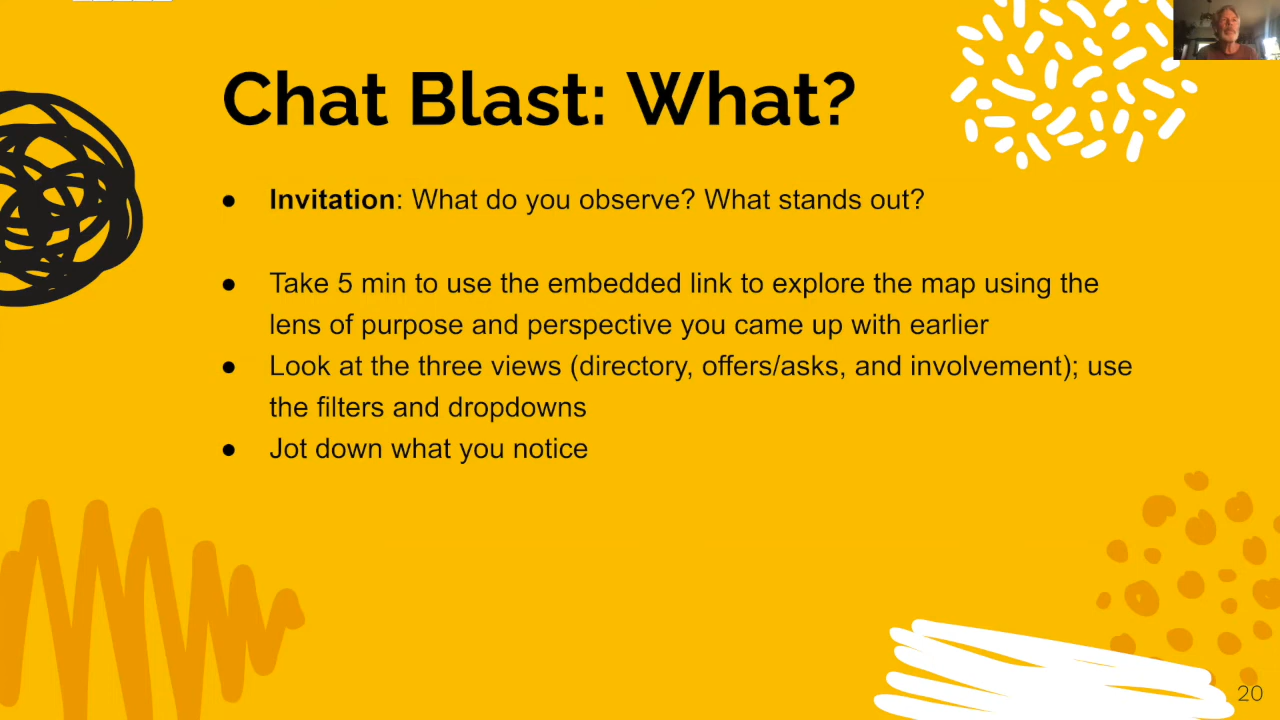 Chat Blast: What?
● Invitation: What do you observe? What stands out?
● Take 5 min to use the embedded link to explore the map using the
lens of purpose and perspective you came up with earlier
● Look at the three views (directory, offers/asks, and involvement); use
the filters and dropdowns
● Jot down what you notice
20